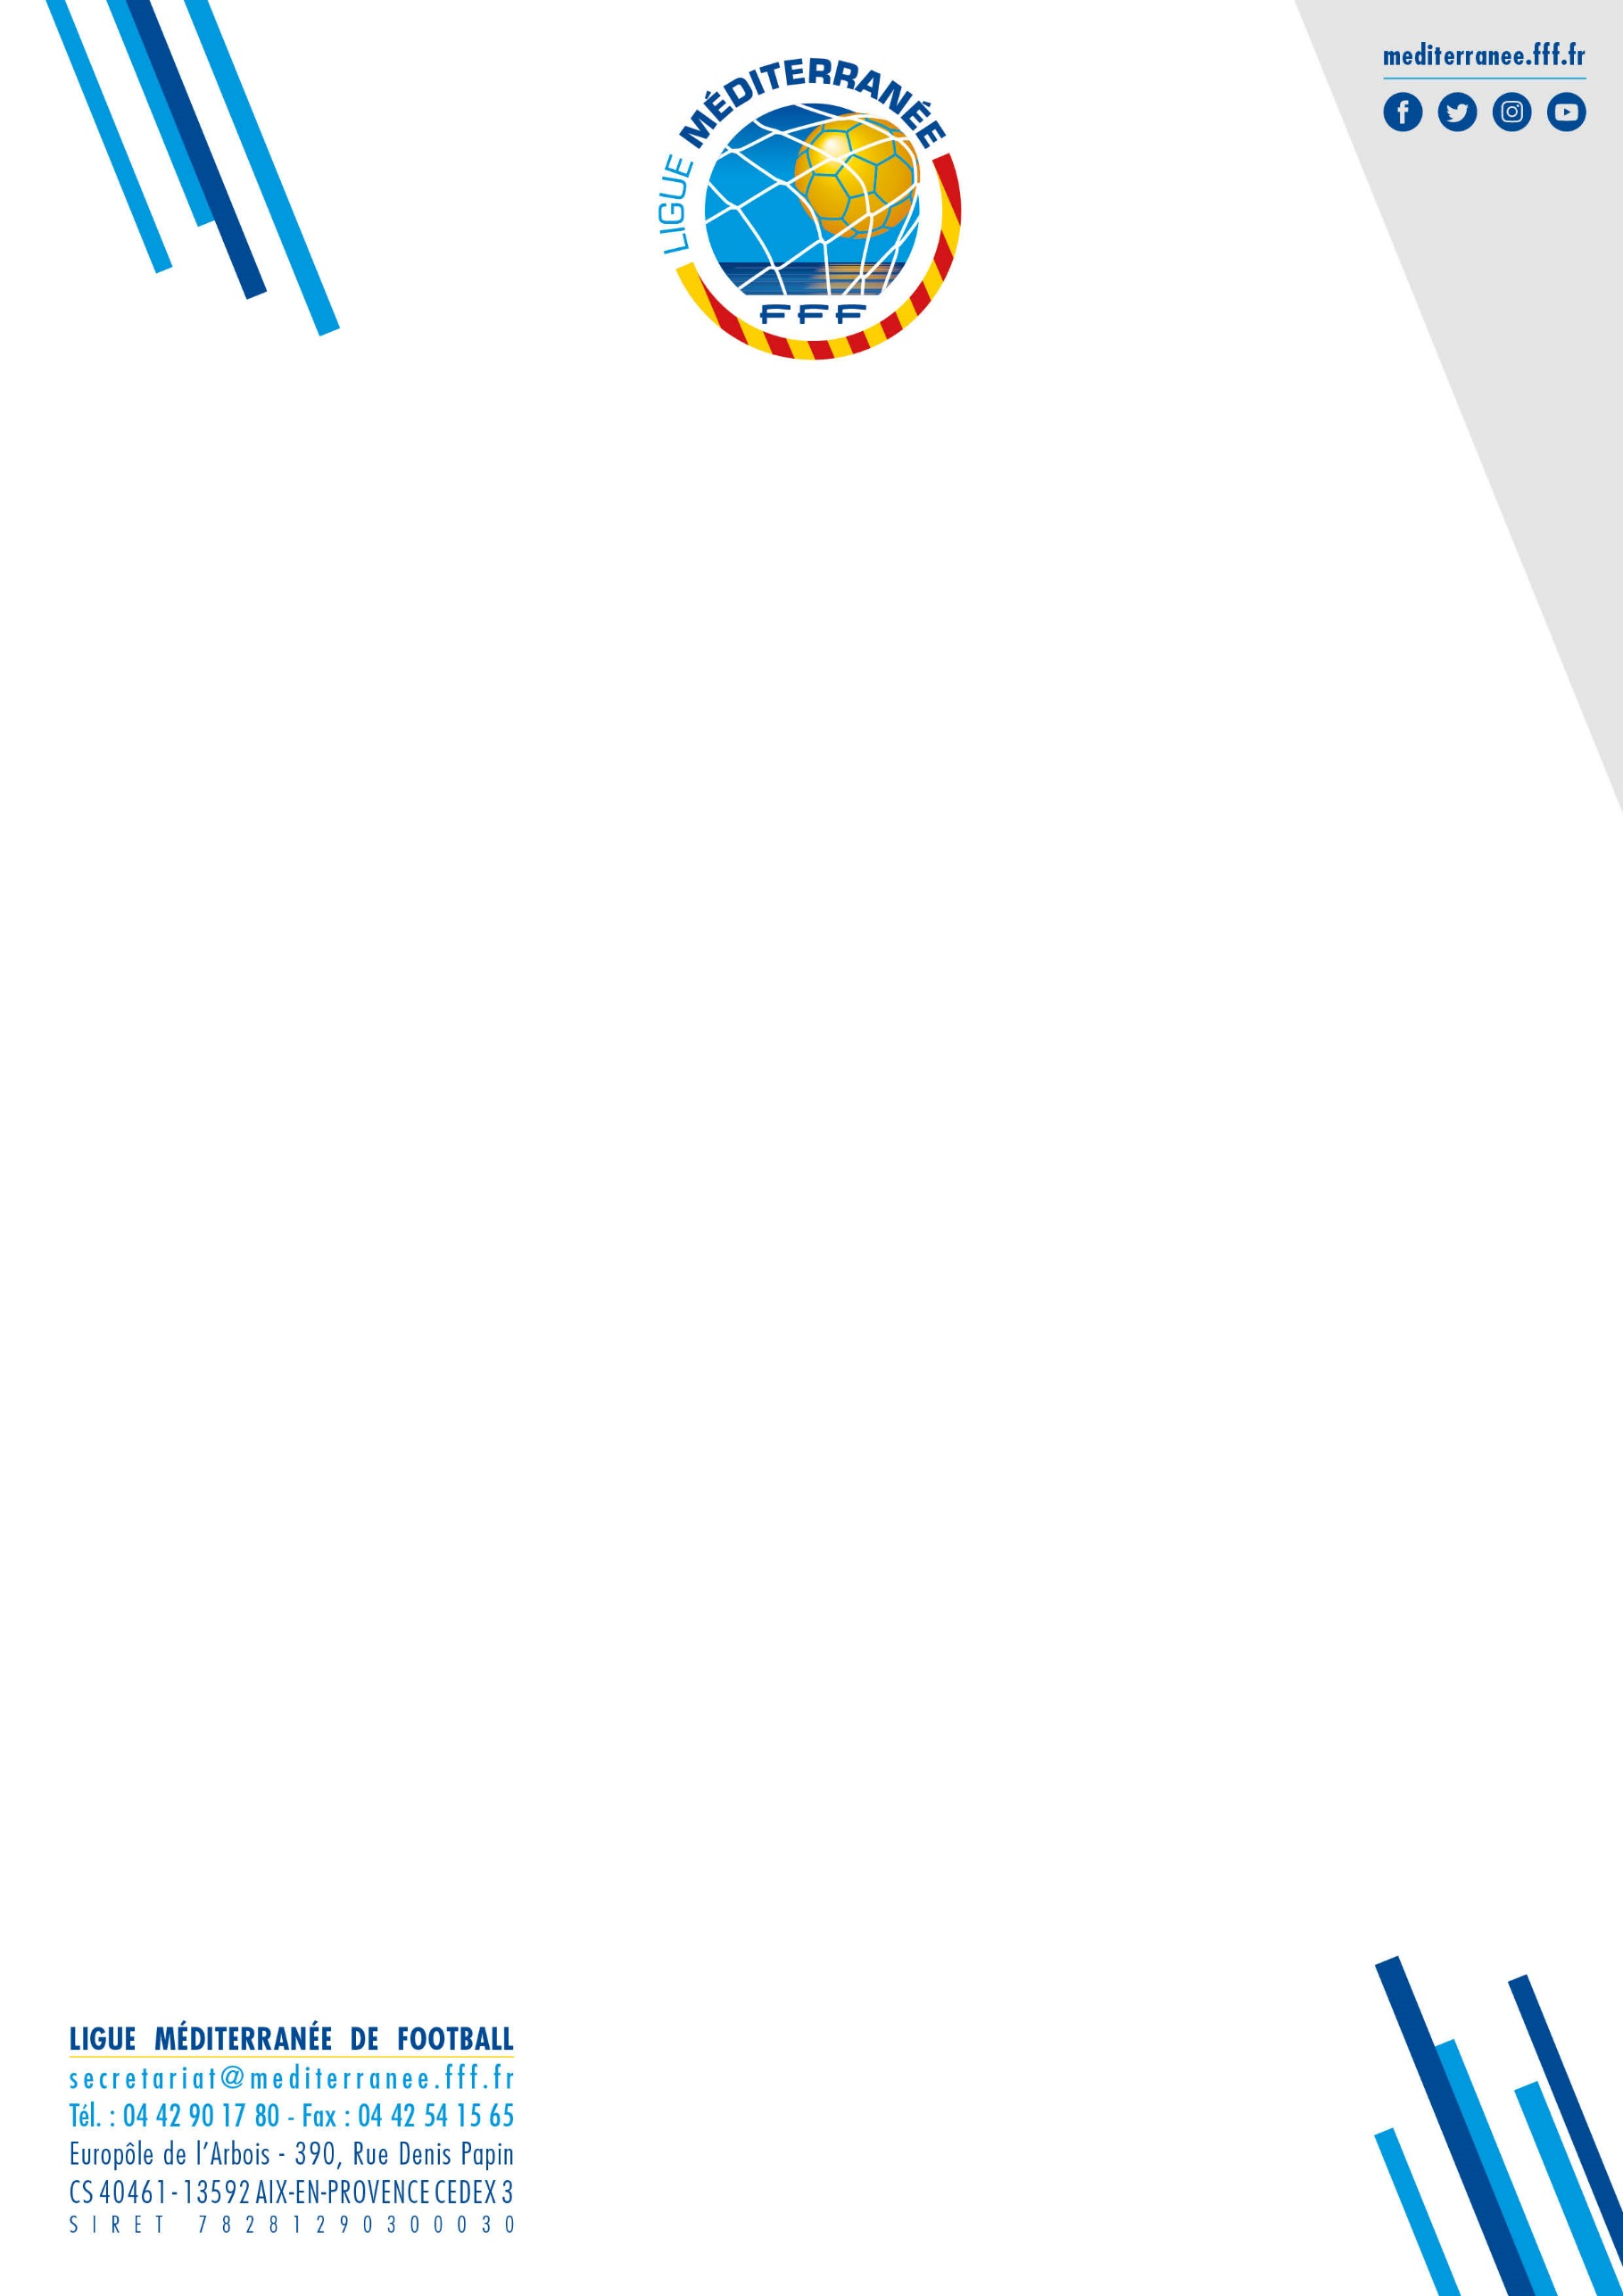 mediterranee.fff.fr
LIGUE MÉDITERRANÉE
FFF
LIGUE MÉDITERRANÉE DE FOOTBALL
secretariat@mediterranee.fff.fr
Tél. : 04 42 90 17 80 - Fax : 04 42 54 15 65
Europôle de l’Arbois - 390, Rue Denis Papin
CS 40461 - 13592 AIX-EN-PROVENCE CEDEX 3
SIRET 78281290300030